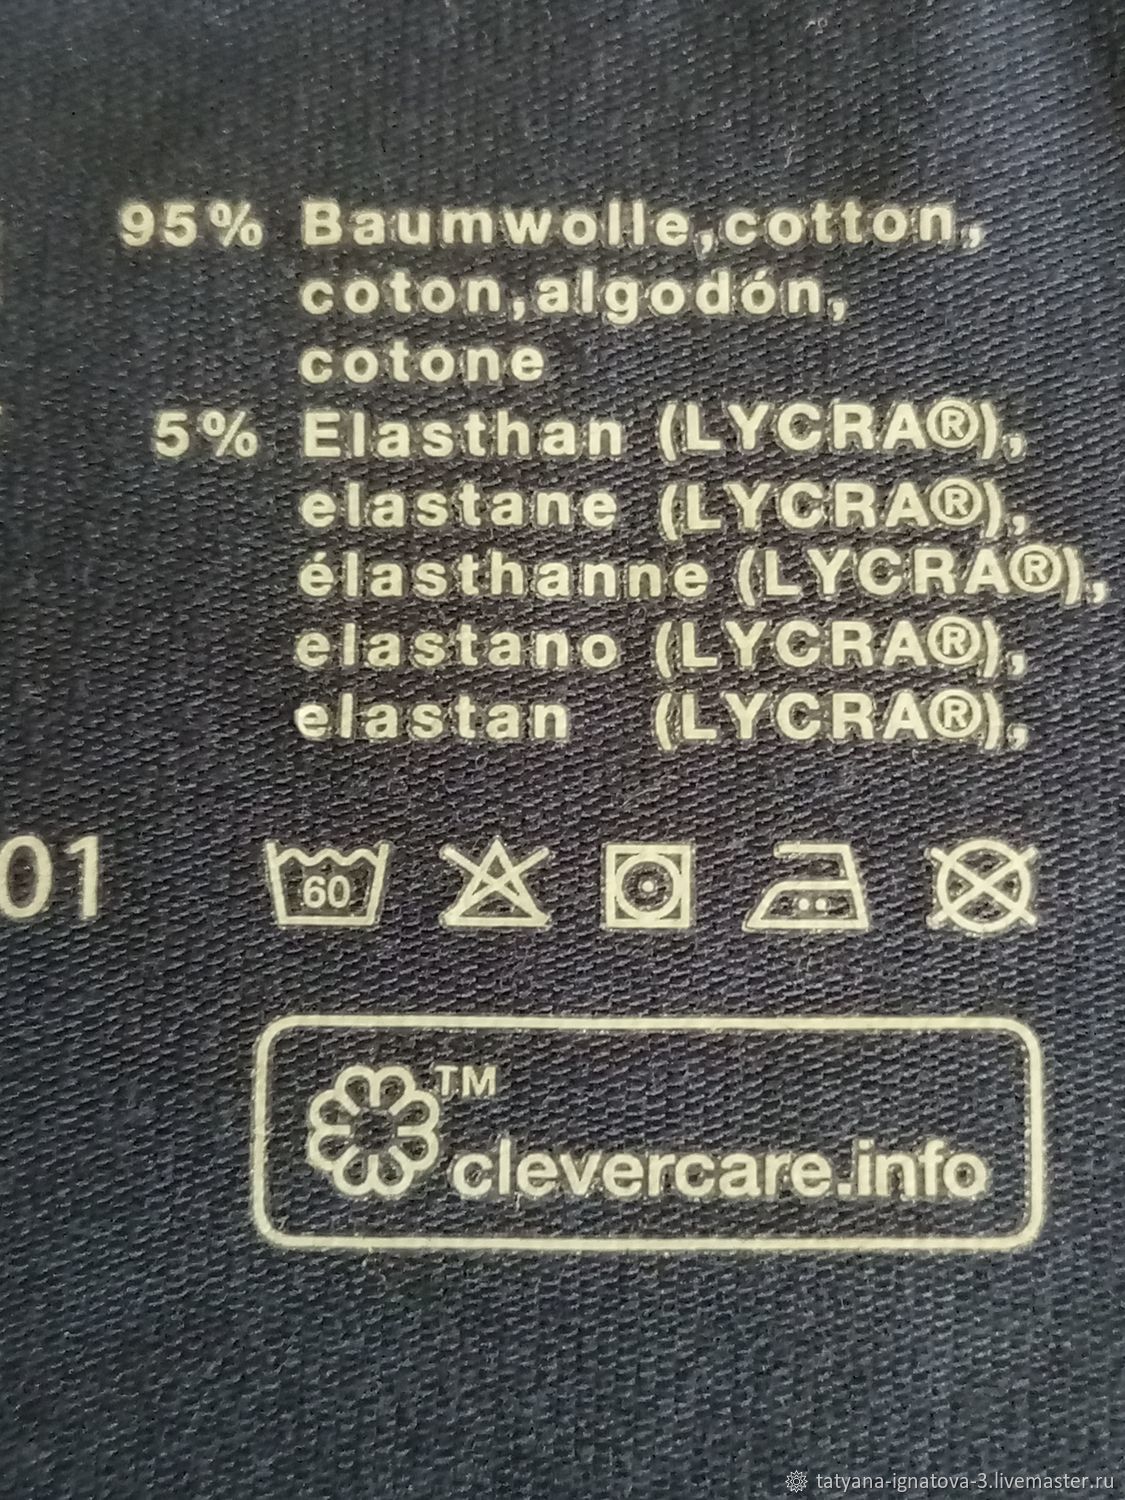 95% Baumwolle,cotton,
coton,algodón,
cotone
5% Elasthan (LYCRA®),
elastane (LYCRA®),
élasthanne (LYCRA®),
elastano (LYCRA®),
elastan (LYCRA®),
01
60
TM
clevercare.info
tatyana-ignatova-3.livemaster.ru